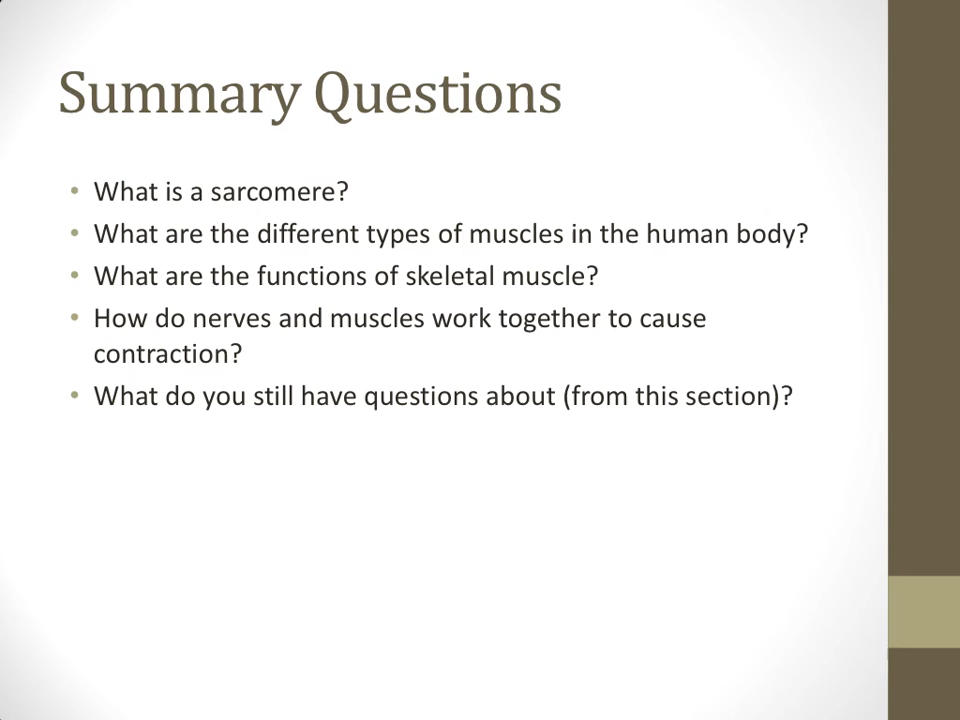 Summary Questions
• What is a sarcomere?
• What are the different types of muscles in the human body?
• What are the functions of skeletal muscle?
• How do nerves and muscles work together to cause
contraction?
• What do you still have questions about (from this section)?